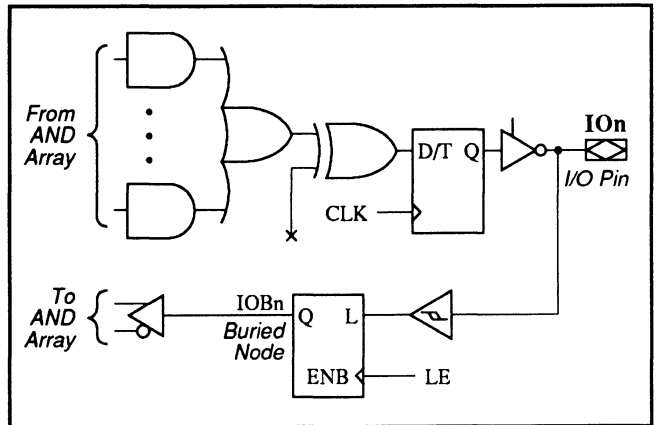 From
AND
Array
D/T Q
CLK
IOn
I/O Pin
To
AND
Array
IOBn
Buried
Node
Q L
ENB
LE